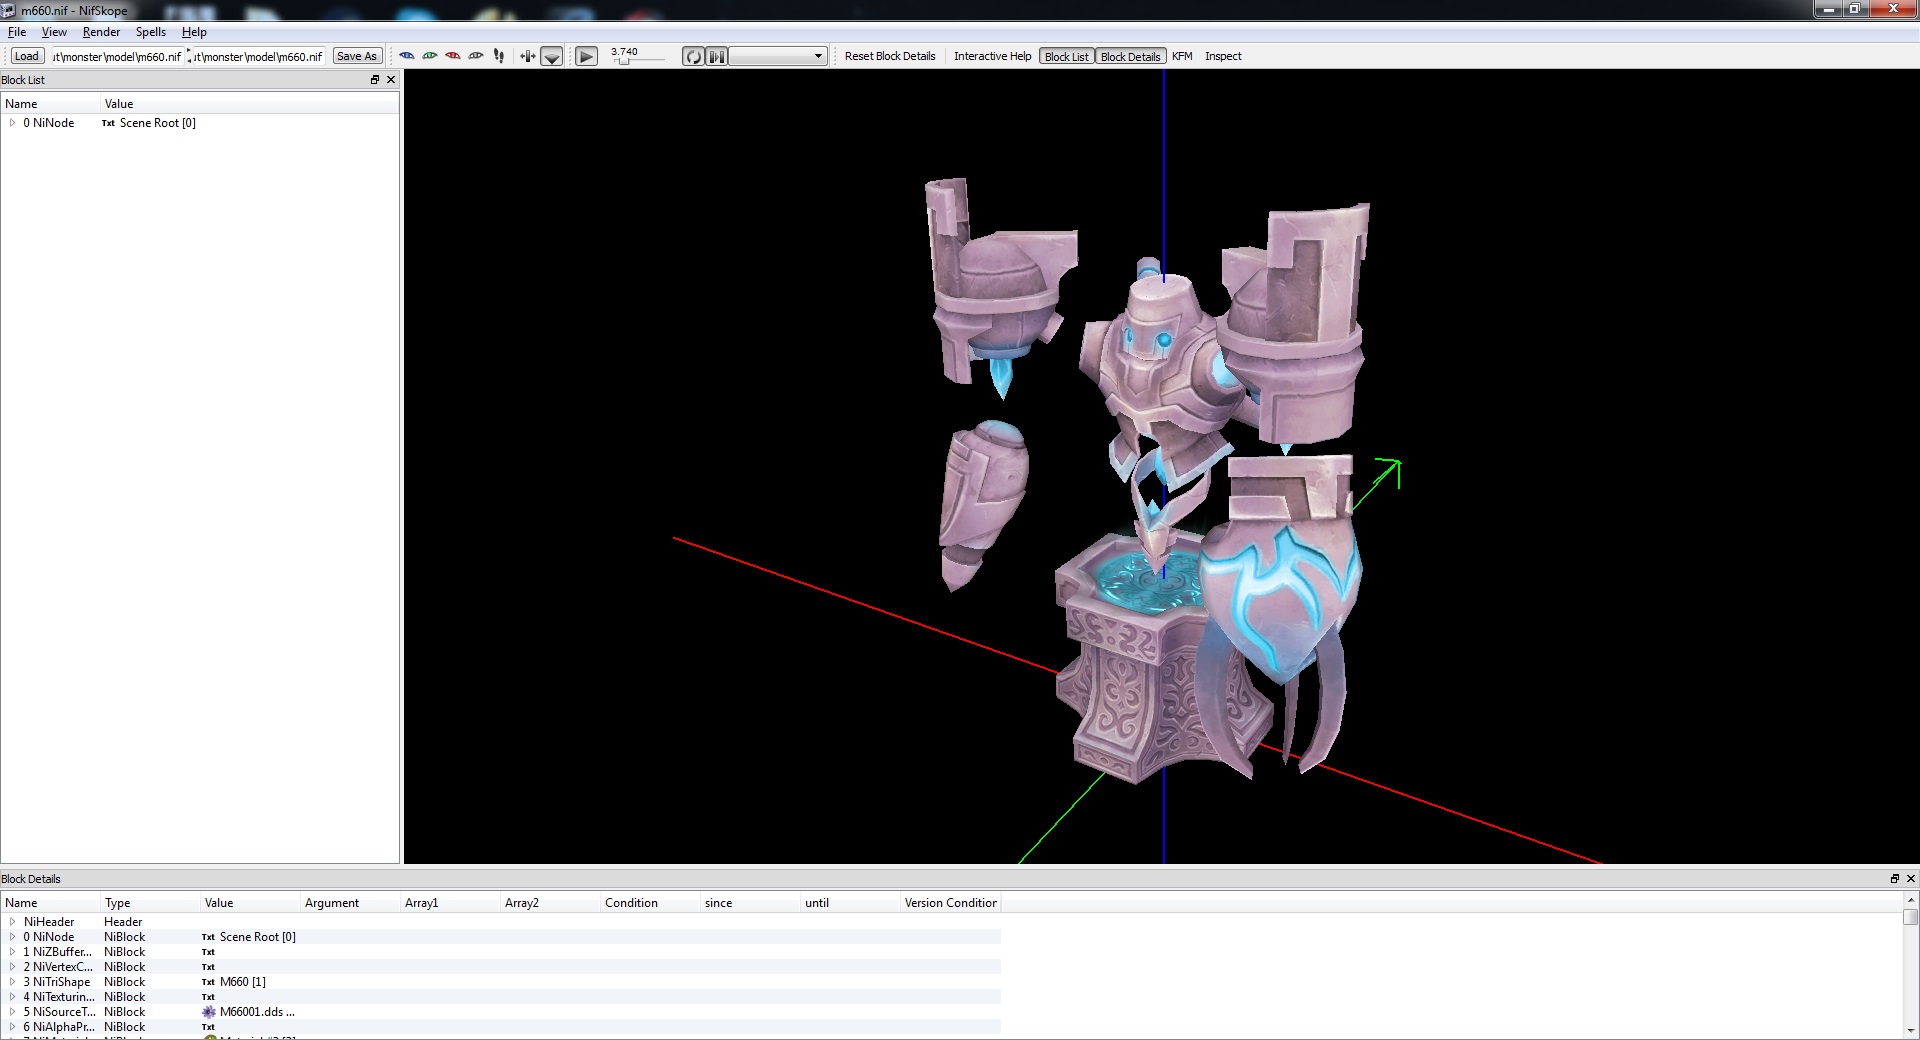 m660.nif - NifSkope
File View Render Spells Help
Load ut\monster\model\m660.nif ut\monster\model\m660.nif Save As 3.740 Reset Block Details Interactive Help Block List Block Details KFM Inspect
Block List
Name Value
0 NiNode Txt Scene Root [0]
Block Details
Name Type Value Argument Array1 Array2 Condition since until Version Condition
NiHeader Header
0 NiNode NiBlock Txt Scene Root [0]
1 NiZBuffer... NiBlock Txt
2 NiVertexC... NiBlock Txt
3 NiTriShape NiBlock Txt M660 [1]
4 NiTexturin... NiBlock Txt
5 NiSourceT... NiBlock M66001.dds ...
6 NiAlphaPr... NiBlock Txt